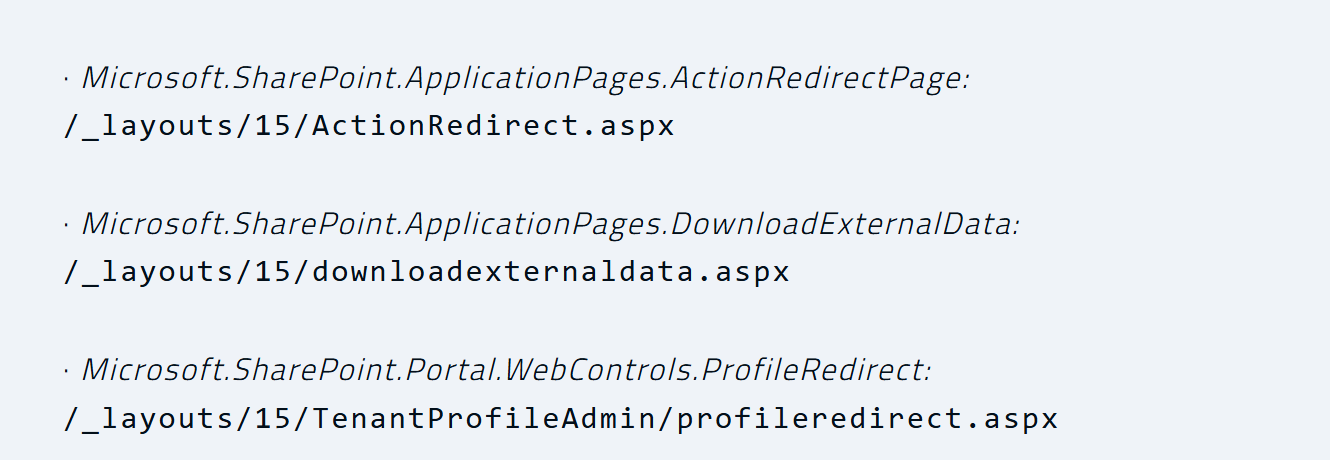 · Microsoft.SharePoint.ApplicationPages.ActionRedirectPage:
/_layouts/15/ActionRedirect.aspx
· Microsoft.SharePoint.ApplicationPages.DownloadExternalData:
/_layouts/15/downloadexternaldata.aspx
· Microsoft.SharePoint.Portal.WebControls.ProfileRedirect:
/_layouts/15/TenantProfileAdmin/profileredirect.aspx